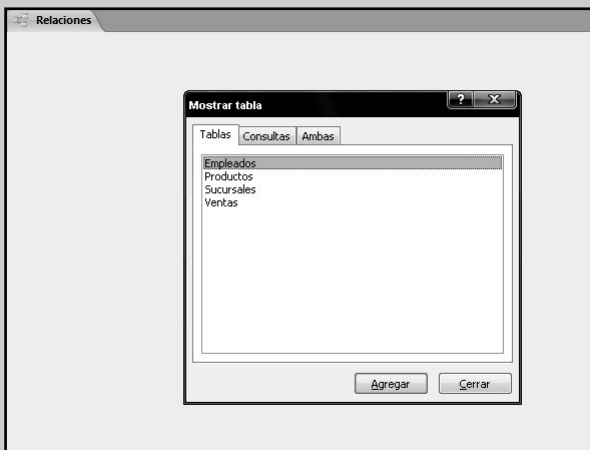 Relaciones
Mostrar tabla
?
X
Tablas Consultas Ambas
Empleados
Productos
Sucursales
Ventas
Agregar Cerrar